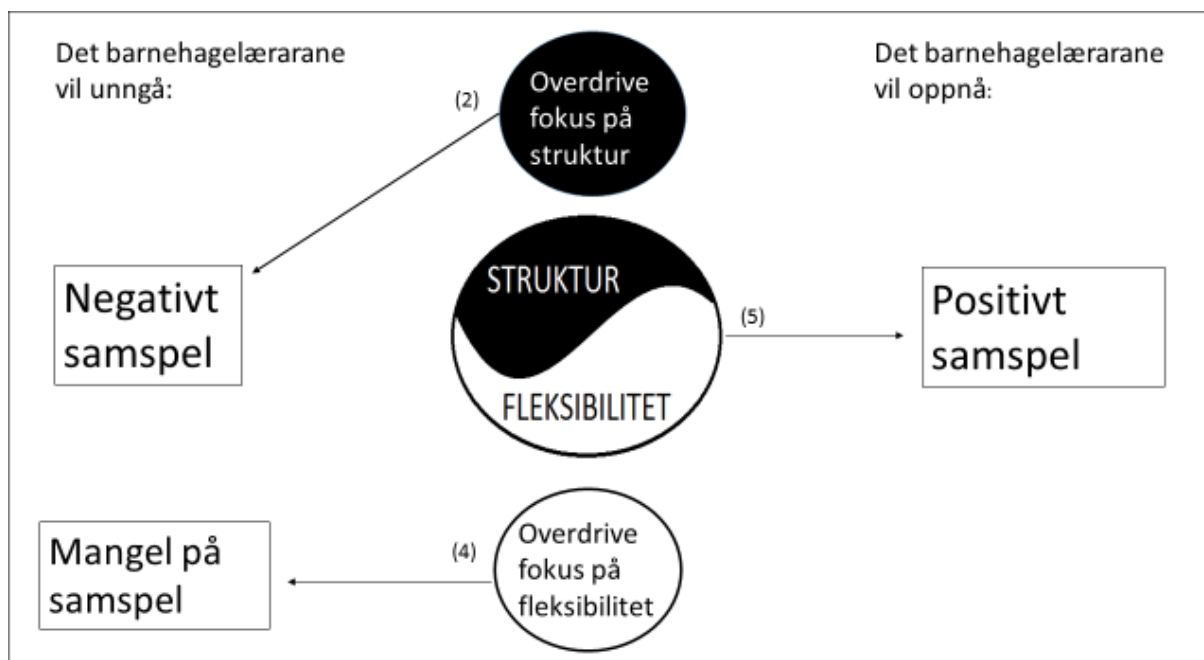 Det barnehagelærarane
vil unngå:
(2)
Overdrive
fokus på
struktur
Det barnehagelærarane
vil oppnå:
Negativt
samspel
STRUKTUR
FLEKSIBILITET
(5)
Positivt
samspel
Mangel på
samspel
(4)
Overdrive
fokus på
fleksibilitet